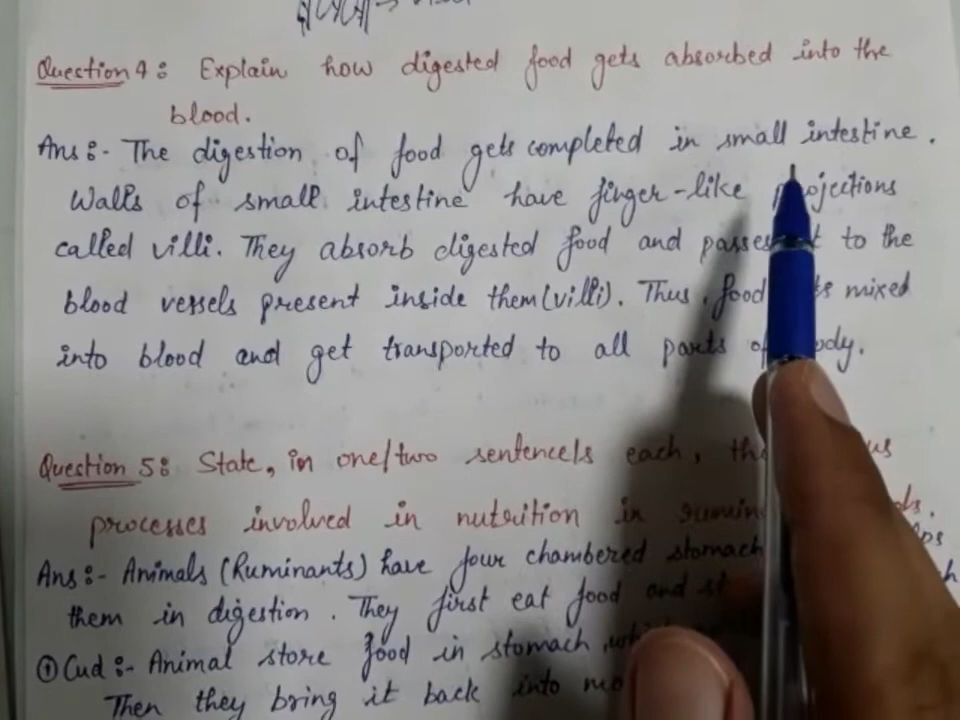 Question 4: Explain how digested food gets absorbed into the
blood.
Ans:- The digestion of food gets completed in small intestine.
Walls of small intestine have finger-like
called villi. They absorb digested food and to the
blood vessels present inside them (villi). Thus, food mixed
into blood and get transported to all parts
Question 5: State, in one/two sentencels each,
processes involved in nutrition in
Ans:- Animals (Ruminants) have four chambered stomach
them in digestion. They first eat food and
① Cud :- Animal store food in stomach,
Then they bring it back into